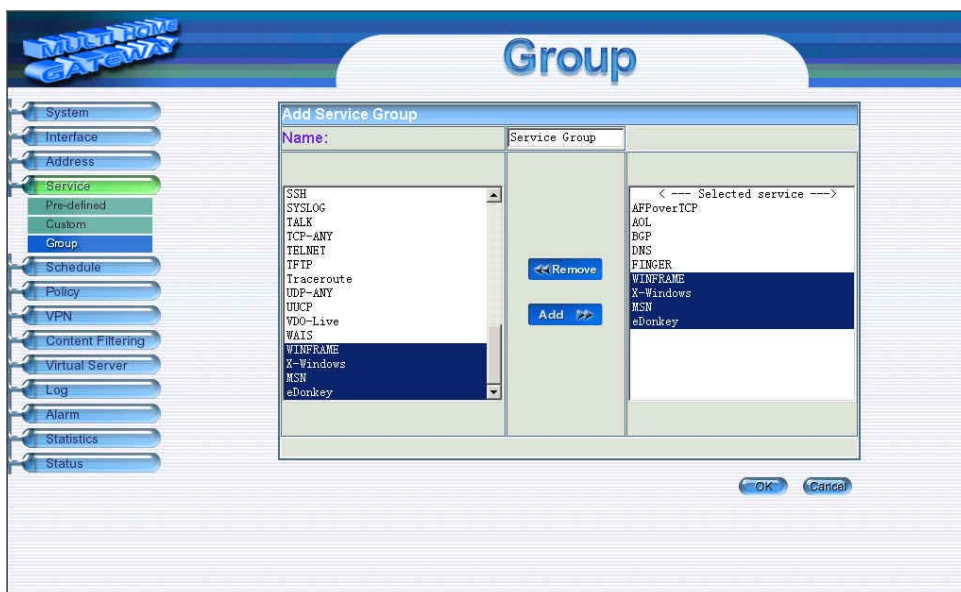 MULTI HOME
GATEWAY
Group
System
Interface
Address
Service
Pre-defined
Custom
Group
Schedule
Policy
VPN
Content Filtering
Virtual Server
Log
Alarm
Statistics
Status
Add Service Group
Name:
Service Group
SSH
SYSLOG
TALK
TCP-ANY
TELNET
TFTP
Traceroute
UDP-ANY
UUCP
VDO-Live
WAIS
WINFRAME
X-Windows
MSN
eDonkey
Remove
Add
< --- Selected service --->
AFPoverTCP
AOL
BGP
DNS
FINGER
WINFRAME
X-Windows
MSN
eDonkey
OK
Cancel